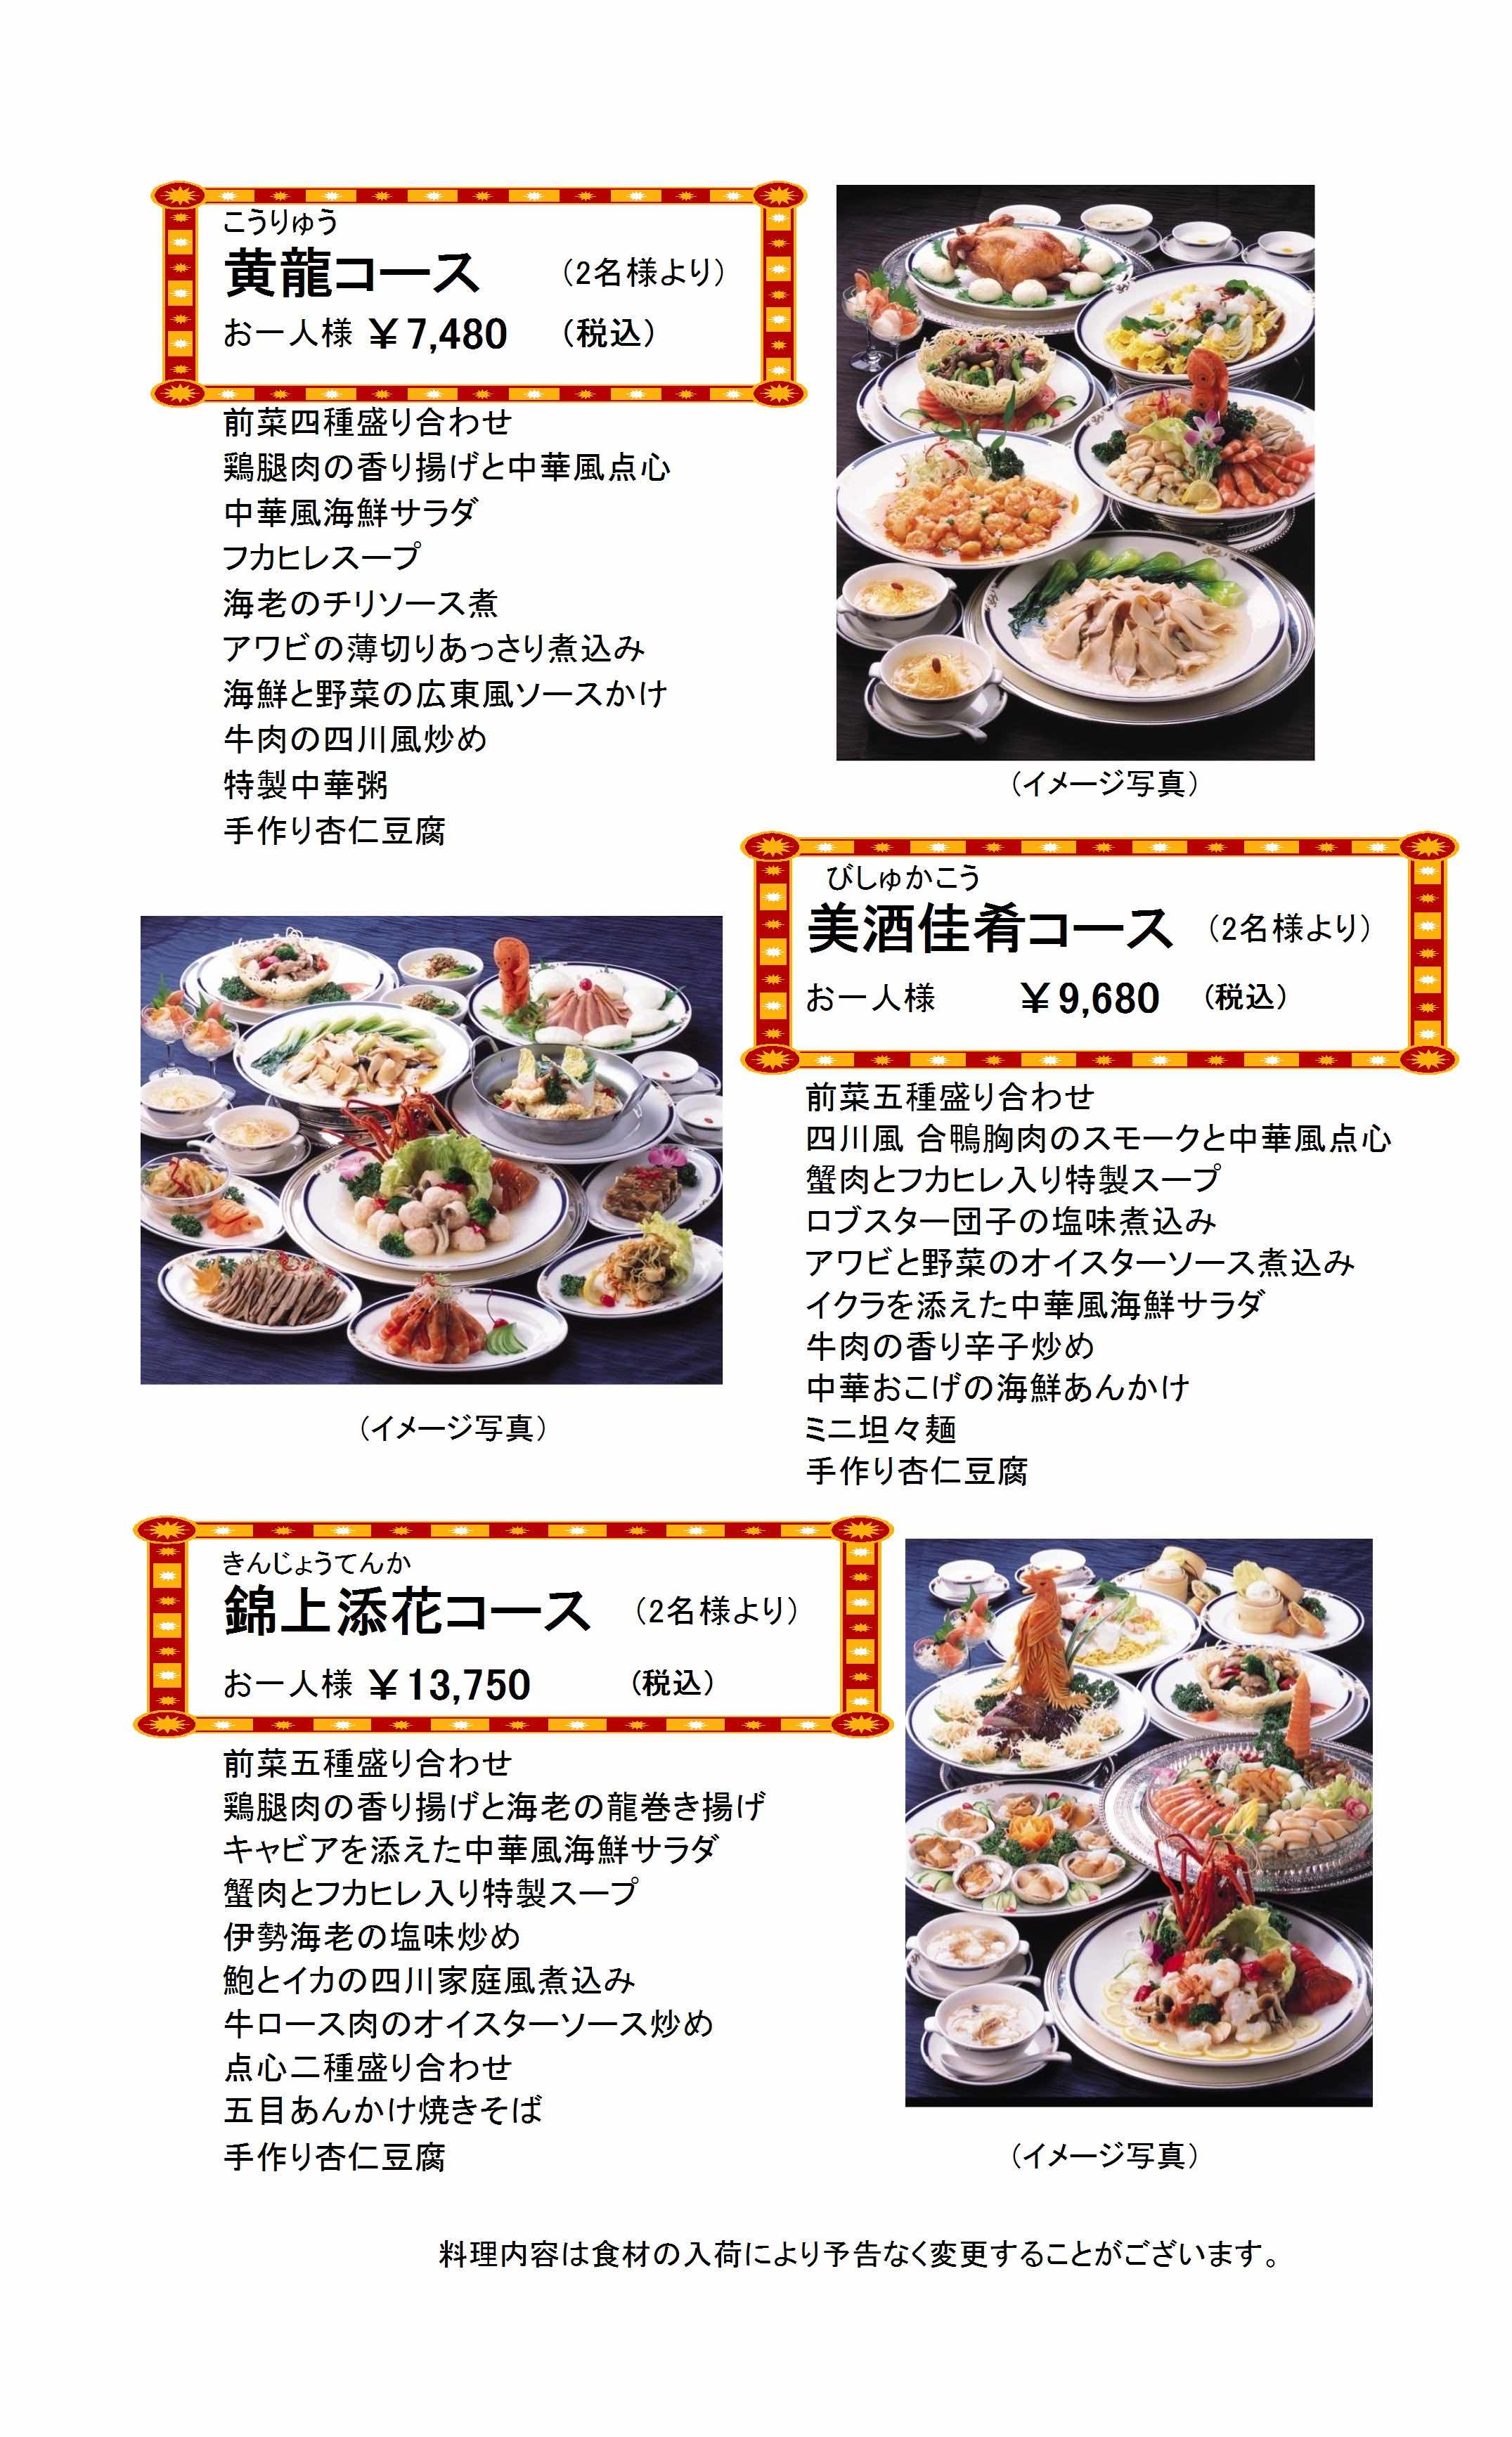 こうりゅう
黄龍コース （2名様より）
お一人様 ￥7,480 （税込）
前菜四種盛り合わせ
鶏腿肉の香り揚げと中華風点心
中華風海鮮サラダ
フカヒレスープ
海老のチリソース煮
アワビの薄切りあっさり煮込み
海鮮と野菜の広東風ソースかけ
牛肉の四川風炒め
特製中華粥
手作り杏仁豆腐
（イメージ写真）
びしゅかこう
美酒佳肴コース （2名様より）
お一人様 ￥9,680 （税込）
前菜五種盛り合わせ
四川風 合鴨胸肉のスモークと中華風点心
蟹肉とフカヒレ入り特製スープ
ロブスター団子の塩味煮込み
アワビと野菜のオイスターソース煮込み
イクラを添えた中華風海鮮サラダ
牛肉の香り辛子炒め
中華おこげの海鮮あんかけ
ミニ坦々麺
手作り杏仁豆腐
（イメージ写真）
きんじょうてんか
錦上添花コース （2名様より）
お一人様 ￥13,750 （税込）
前菜五種盛り合わせ
鶏腿肉の香り揚げと海老の龍巻き揚げ
キャビアを添えた中華風海鮮サラダ
蟹肉とフカヒレ入り特製スープ
伊勢海老の塩味炒め
鮑とイカの四川家庭風煮込み
牛ロース肉のオイスターソース炒め
点心二種盛り合わせ
五目あんかけ焼きそば
手作り杏仁豆腐
（イメージ写真）
料理内容は食材の入荷により予告なく変更することがございます。